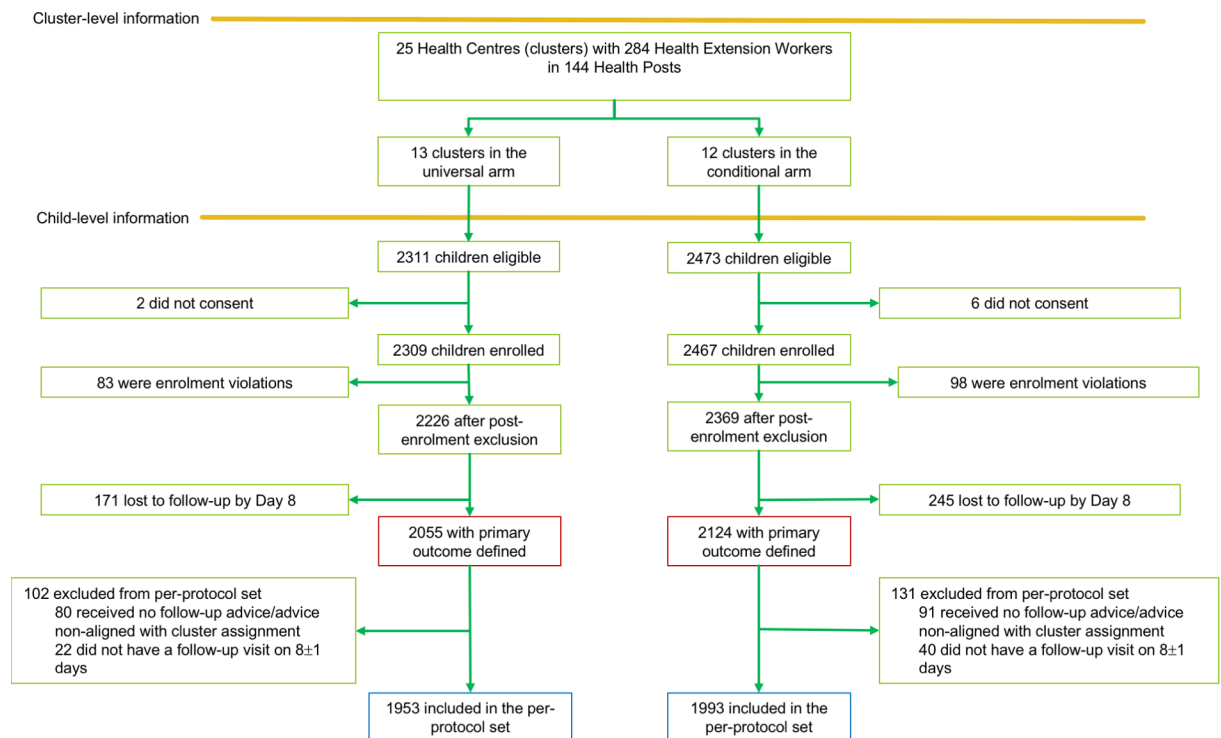 Cluster-level information
25 Health Centres (clusters) with 284 Health Extension Workers
in 144 Health Posts
13 clusters in the
universal arm
12 clusters in the
conditional arm
Child-level information
2311 children eligible
2473 children eligible
2 did not consent
6 did not consent
2309 children enrolled
2467 children enrolled
83 were enrolment violations
98 were enrolment violations
2226 after post-
enrolment exclusion
2369 after post-
enrolment exclusion
171 lost to follow-up by Day 8
245 lost to follow-up by Day 8
2055 with primary
outcome defined
2124 with primary
outcome defined
102 excluded from per-protocol set
80 received no follow-up advice/advice
non-aligned with cluster assignment
22 did not have a follow-up visit on 8±1
days
131 excluded from per-protocol set
91 received no follow-up advice/advice
non-aligned with cluster assignment
40 did not have a follow-up visit on 8±1
days
1953 included in the per-
protocol set
1993 included in the
per-protocol set